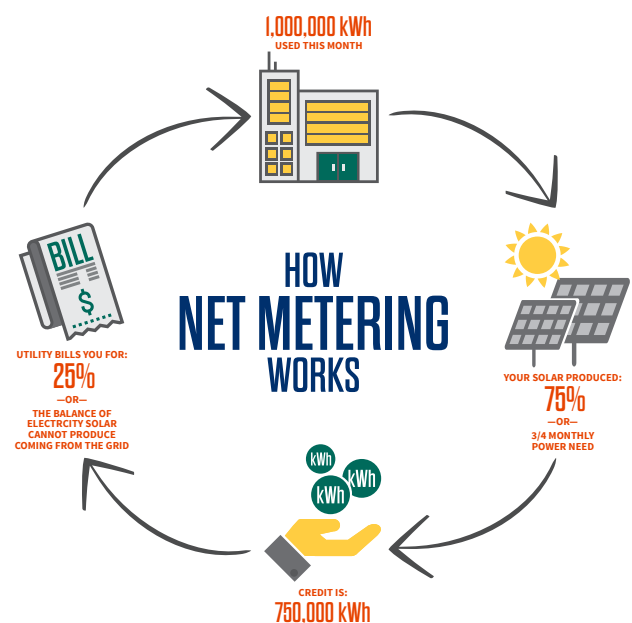 1,000,000 kWh
USED THIS MONTH
BILL
$
HOW
NET METERING
WORKS
UTILITY BILLS YOU FOR:
25%
—OR—
THE BALANCE OF
ELECTRCITY SOLAR
CANNOT PRODUCE
COMING FROM THE GRID
YOUR SOLAR PRODUCED:
75%
—OR—
3/4 MONTHLY
POWER NEED
kWh
kWh
kWh
CREDIT IS:
750,000 kWh